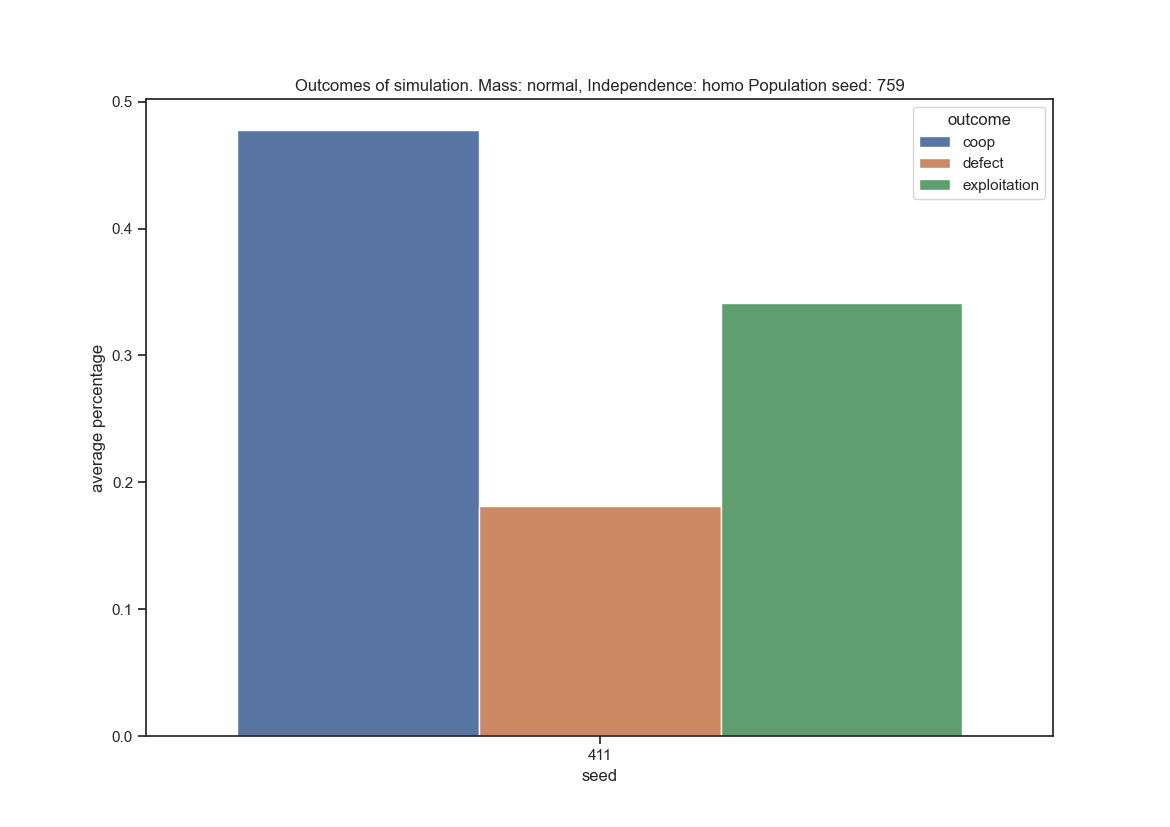 Outcomes of simulation. Mass: normal, Independence: homo Population seed: 759
0.5
0.4
0.3
0.2
0.1
0.0
average percentage
outcome
coop
defect
exploitation
411
seed